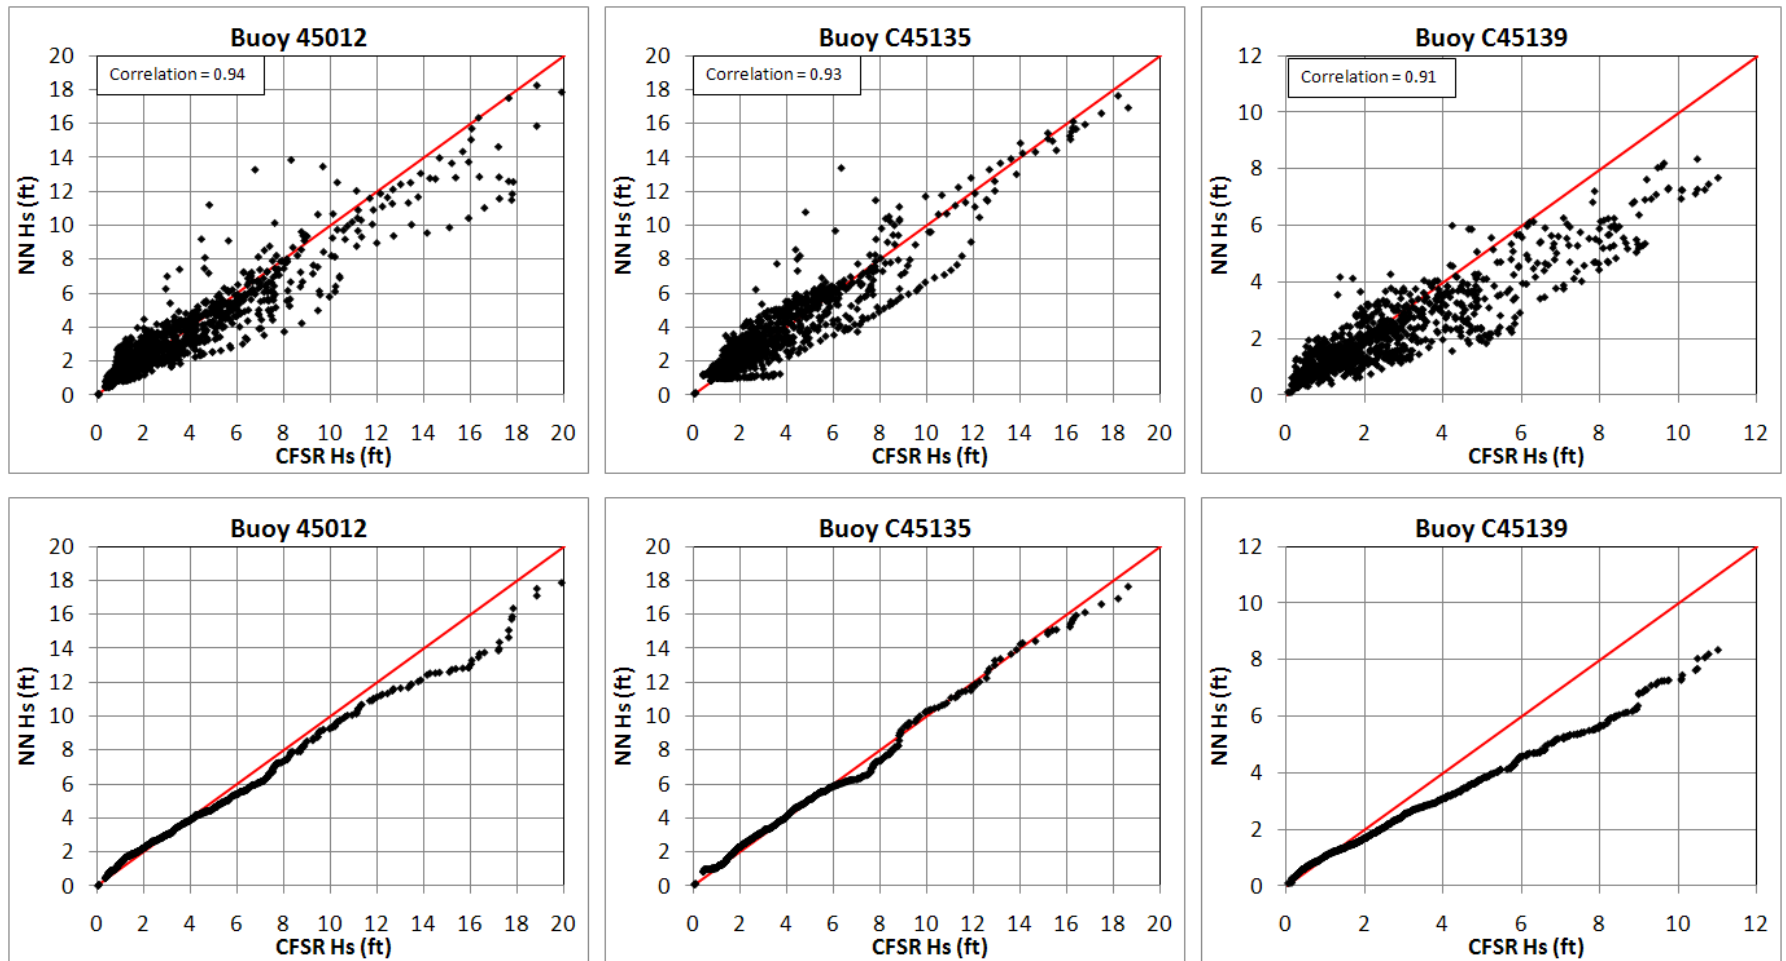 Buoy 45012
Correlation = 0.94
20
18
16
14
12
10
8
6
4
2
0
NN Hs (ft)
0 2 4 6 8 10 12 14 16 18 20
CFSR Hs (ft)
Buoy C45135
Correlation = 0.93
20
18
16
14
12
10
8
6
4
2
0
NN Hs (ft)
0 2 4 6 8 10 12 14 16 18 20
CFSR Hs (ft)
Buoy C45139
Correlation = 0.91
12
10
8
6
4
2
0
NN Hs (ft)
0 2 4 6 8 10 12
CFSR Hs (ft)
Buoy 45012
20
18
16
14
12
10
8
6
4
2
0
NN Hs (ft)
0 2 4 6 8 10 12 14 16 18 20
CFSR Hs (ft)
Buoy C45135
20
18
16
14
12
10
8
6
4
2
0
NN Hs (ft)
0 2 4 6 8 10 12 14 16 18 20
CFSR Hs (ft)
Buoy C45139
12
10
8
6
4
2
0
NN Hs (ft)
0 2 4 6 8 10 12
CFSR Hs (ft)